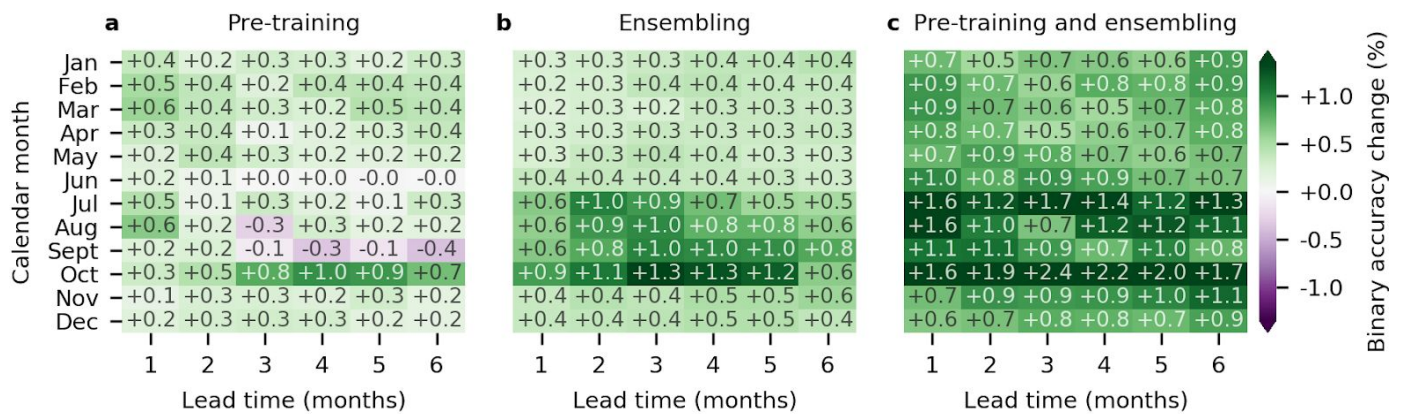 a Pre-training b Ensembling c Pre-training and ensembling
Calendar month
Jan +0.4 +0.2 +0.3 +0.3 +0.2 +0.3 +0.3 +0.3 +0.3 +0.4 +0.4 +0.4 +0.7 +0.5 +0.7 +0.6 +0.6 +0.9
Feb +0.5 +0.4 +0.2 +0.4 +0.4 +0.4 +0.2 +0.3 +0.4 +0.4 +0.4 +0.4 +0.9 +0.7 +0.6 +0.8 +0.8 +0.9
Mar +0.6 +0.4 +0.3 +0.2 +0.5 +0.4 +0.3 +0.3 +0.2 +0.3 +0.3 +0.3 +0.9 +0.7 +0.6 +0.5 +0.7 +0.8
Apr +0.3 +0.4 +0.1 +0.2 +0.3 +0.4 +0.4 +0.3 +0.3 +0.3 +0.3 +0.3 +0.8 +0.7 +0.5 +0.6 +0.7 +0.8
May +0.2 +0.4 +0.3 +0.2 +0.2 +0.2 +0.3 +0.3 +0.4 +0.4 +0.3 +0.3 +0.7 +0.9 +0.8 +0.7 +0.6 +0.7
Jun +0.2 +0.1 +0.0 +0.0 -0.0 -0.0 +0.4 +0.4 +0.4 +0.4 +0.3 +0.3 +1.0 +0.8 +0.9 +0.9 +0.7 +0.7
Jul +0.5 +0.1 +0.3 +0.2 +0.1 +0.3 +0.6 +1.0 +0.9 +0.7 +0.5 +0.5 +1.6 +1.2 +1.7 +1.4 +1.2 +1.3
Aug +0.6 +0.2 -0.3 +0.3 +0.2 +0.2 +0.6 +0.9 +1.0 +0.8 +0.8 +0.6 +1.6 +1.0 +0.7 +1.2 +1.2 +1.1
Sept +0.2 +0.2 -0.1 -0.3 -0.1 -0.4 +0.6 +0.8 +1.0 +1.0 +1.0 +0.8 +1.1 +1.1 +0.9 +0.7 +1.0 +0.8
Oct +0.3 +0.5 +0.8 +1.0 +0.9 +0.7 +0.9 +1.1 +1.3 +1.3 +1.2 +0.6 +1.6 +1.9 +2.4 +2.2 +2.0 +1.7
Nov +0.1 +0.3 +0.3 +0.2 +0.3 +0.2 +0.4 +0.4 +0.4 +0.5 +0.5 +0.6 +0.7 +0.9 +0.9 +0.9 +1.0 +1.1
Dec +0.2 +0.3 +0.3 +0.3 +0.2 +0.2 +0.4 +0.4 +0.4 +0.5 +0.5 +0.4 +0.6 +0.7 +0.8 +0.8 +0.7 +0.9
1 2 3 4 5 6 1 2 3 4 5 6 1 2 3 4 5 6
Lead time (months) Lead time (months) Lead time (months)
+1.0
+0.5
+0.0
-0.5
-1.0
Binary accuracy change (%)